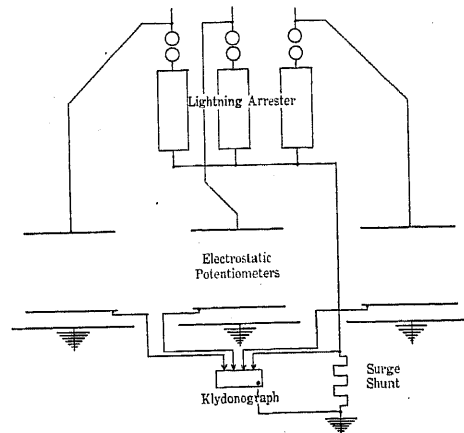 Lightning Arrester
Electrostatic
Potentiometers
Surge
Shunt
Klydonograph